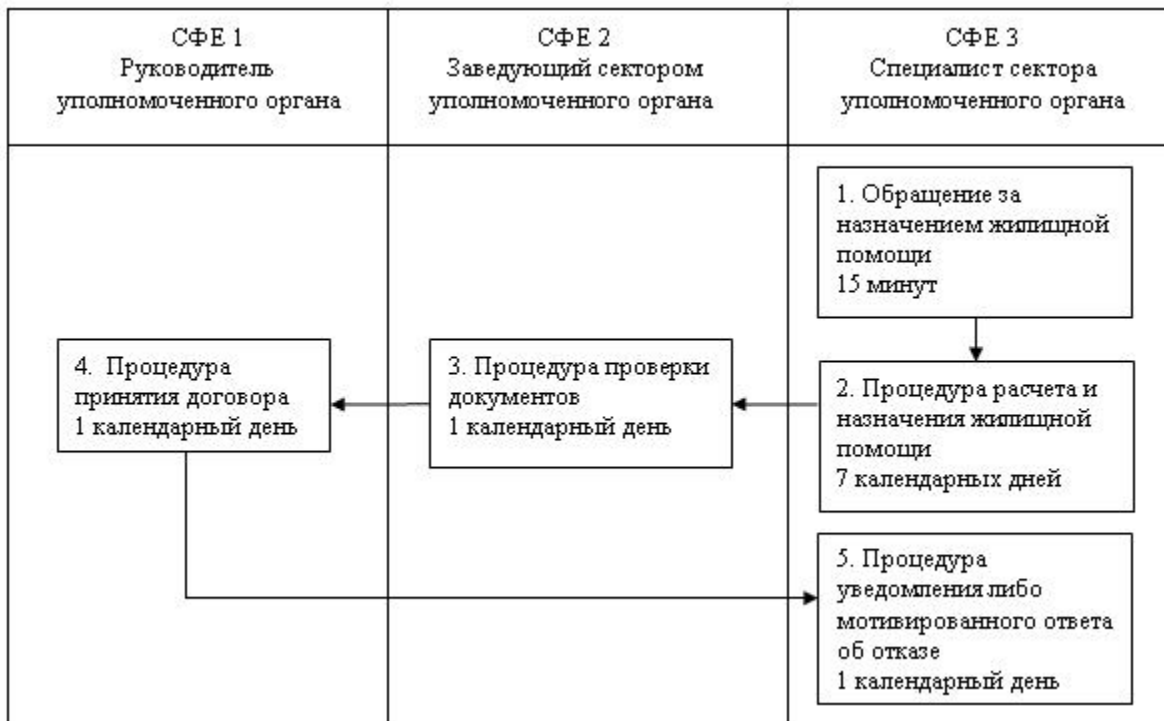 СФЕ 1
Руководитель
уполномоченного органа
СФЕ 2
Заведующий сектором
уполномоченного органа
СФЕ 3
Специалист сектора
уполномоченного органа
1. Обращение за
назначением жилищной
помощи
15 минут
2. Процедура расчета и
назначения жилищной
помощи
7 календарных дней
3. Процедура проверки
документов
1 календарный день
4. Процедура
принятия договора
1 календарный день
5. Процедура
уведомления либо
мотивированного ответа
об отказе
1 календарный день